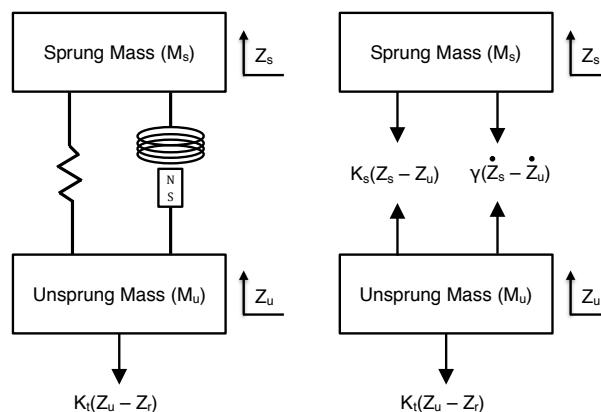 Sprung Mass (Mₛ)
Zₛ
N
S
Unsprung Mass (Mᵤ)
Zᵤ
Kₜ(Zᵤ – Zᵣ)
Sprung Mass (Mₛ)
Zₛ
Kₛ(Zₛ – Zᵤ)
γ(Żₛ – Żᵤ)
Unsprung Mass (Mᵤ)
Zᵤ
Kₜ(Zᵤ – Zᵣ)